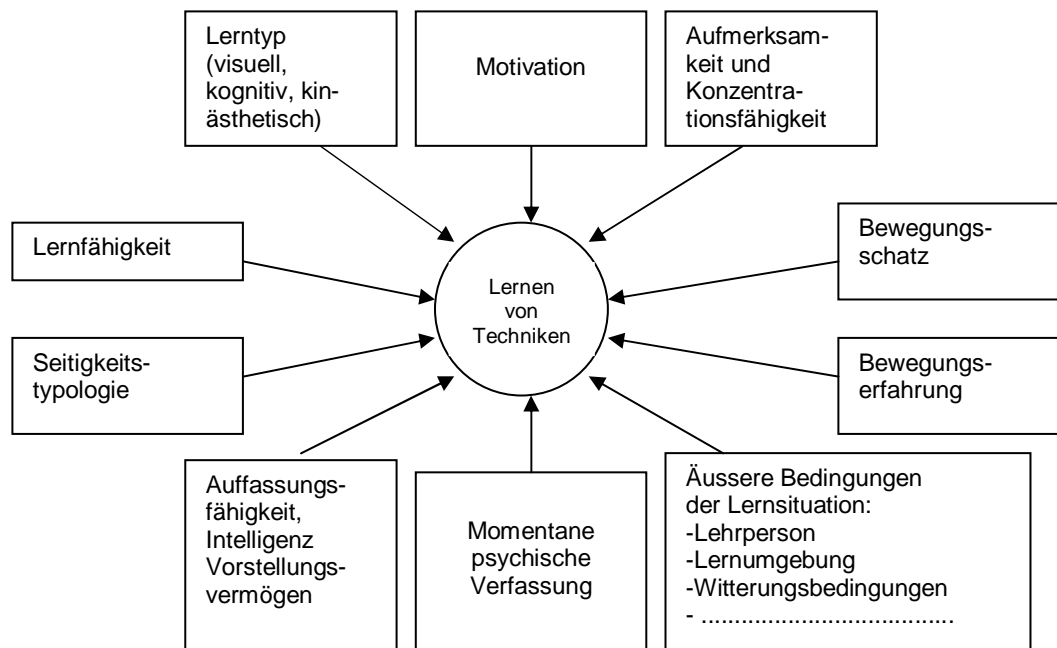 Lerntyp
(visuell,
kognitiv, kin-
ästhetisch)
Motivation
Aufmerksam-
keit und
Konzentra-
tionsfähigkeit
Lernfähigkeit
Bewegungs-
schatz
Lernen
von
Techniken
Seitigkeits-
typologie
Bewegungs-
erfahrung
Auffassungs-
fähigkeit,
Intelligenz
Vorstellungs-
vermögen
Momentane
psychische
Verfassung
Äussere Bedingungen
der Lernsituation:
-Lehrperson
-Lernumgebung
-Witterungsbedingungen
- ....................................